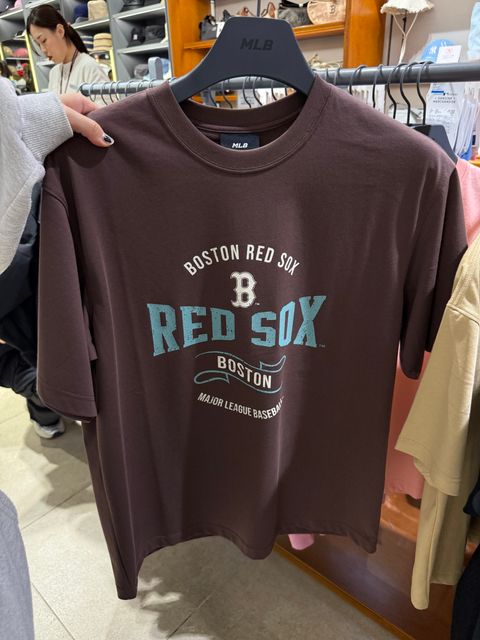 MLB
MLB
BOSTON RED SOX
B
RED SOX
BOSTON
MAJOR LEAGUE BASEBALL